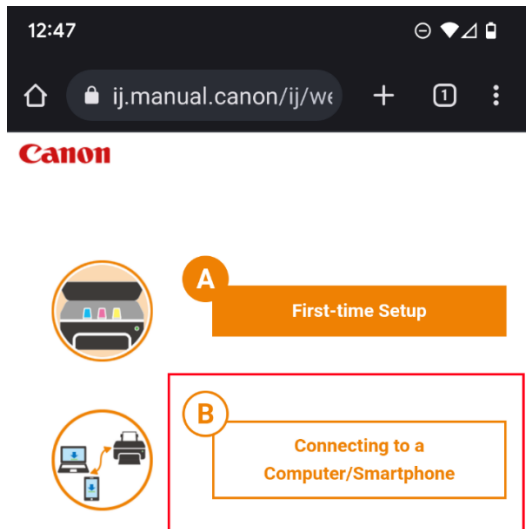 12:47
ij.manual.canon/ij/we
1
Canon
A
First-time Setup
B
Connecting to a
Computer/Smartphone